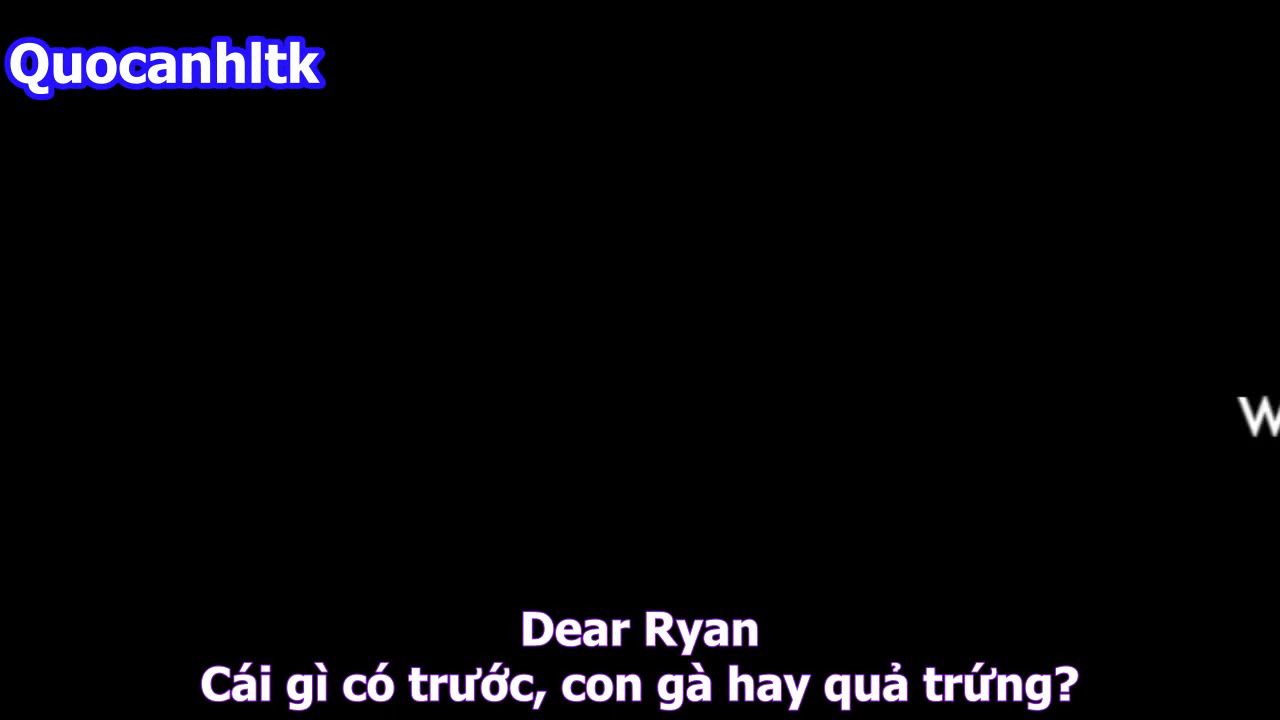 Quocanhltk
W
Dear Ryan
Cái gì có trước, con gà hay quả trứng?